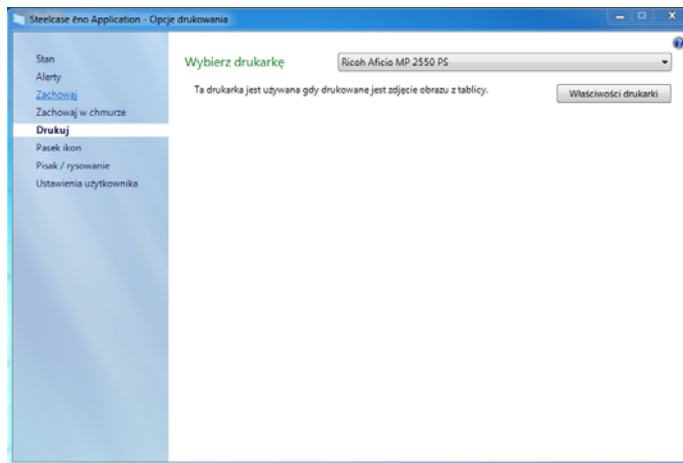 Steelcase ēno Application - Opcje drukowania
Stan
Alerty
Zachowaj
Zachowaj w chmurze
Drukuj
Pasek ikon
Pisak / rysowanie
Ustawienia użytkownika
Wybierz drukarkę
Ricoh Aficio MP 2550 PS
Ta drukarka jest używana gdy drukowane jest zdjęcie obrazu z tablicy.
Właściwości drukarki